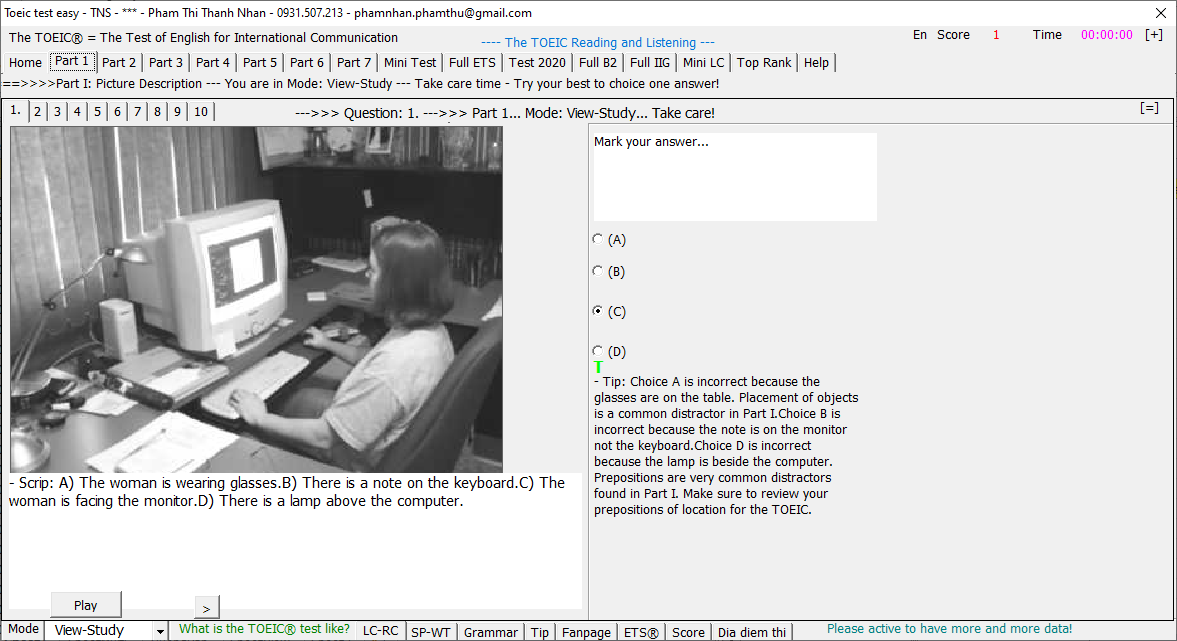 Toeic test easy - TNS - *** - Pham Thi Thanh Nhan - 0931.507.213 - phamnhan.phamthu@gmail.com
The TOEIC® = The Test of English for International Communication
---- The TOEIC Reading and Listening ---
En Score 1 Time 00:00:00 [+]
Home Part 1 Part 2 Part 3 Part 4 Part 5 Part 6 Part 7 Mini Test Full ETS Test 2020 Full B2 Full IIG Mini LC Top Rank Help
==>>>>Part I: Picture Description --- You are in Mode: View-Study --- Take care time - Try your best to choice one answer!
1. 2 3 4 5 6 7 8 9 10
--->>> Question: 1. --->>> Part 1... Mode: View-Study... Take care!
[=]
Mark your answer...
(A)
(B)
(C)
(D)
T
- Tip: Choice A is incorrect because the
glasses are on the table. Placement of objects
is a common distractor in Part I.Choice B is
incorrect because the note is on the monitor
not the keyboard.Choice D is incorrect
because the lamp is beside the computer.
Prepositions are very common distractors
found in Part I. Make sure to review your
prepositions of location for the TOEIC.
- Scrip: A) The woman is wearing glasses.B) There is a note on the keyboard.C) The
woman is facing the monitor.D) There is a lamp above the computer.
Play >
Mode View-Study What is the TOEIC® test like? LC-RC SP-WT Grammar Tip Fanpage ETS® Score Dia diem thi Please active to have more and more data!